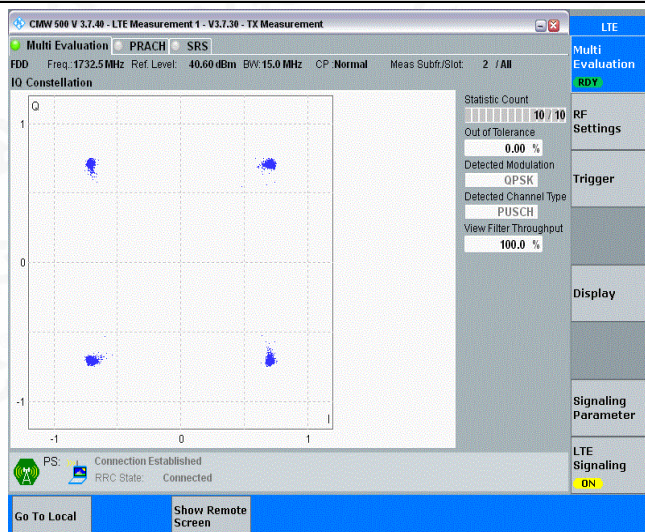 CMW 500 V 3.7.40 - LTE Measurement 1 - V3.7.30 - TX Measurement
LTE
Multi Evaluation PRACH SRS
Multi
Evaluation
RDY
FDD Freq.:1732.5 MHz Ref. Level: 40.60 dBm BW:15.0 MHz CP :Normal Meas Subfr./Slot: 2 / All
IQ Constellation
Q
1
0
-1
I
-1 0 1
Statistic Count
10 / 10
Out of Tolerance
0.00 %
Detected Modulation
QPSK
Detected Channel Type
PUSCH
View Filter Throughput
100.0 %
RF
Settings
Trigger
Display
Signaling
Parameter
LTE
Signaling
ON
PS: Connection Established
RRC State: Connected
Go To Local
Show Remote
Screen